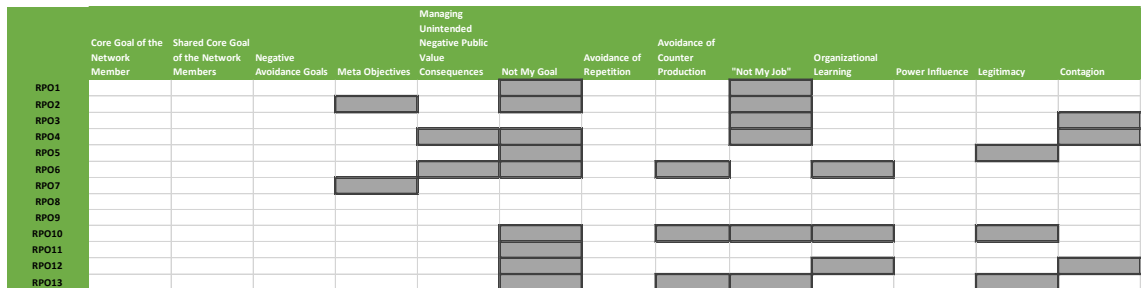 Core Goal of the Network Member
Shared Core Goal of the Network Members
Negative Avoidance Goals
Meta Objectives
Managing Unintended Negative Public Value Consequences
Not My Goal
Avoidance of Repetition
Avoidance of Counter Production
"Not My Job"
Organizational Learning
Power Influence
Legitimacy
Contagion
RPO1
RPO2
RPO3
RPO4
RPO5
RPO6
RPO7
RPO8
RPO9
RPO10
RPO11
RPO12
RPO13